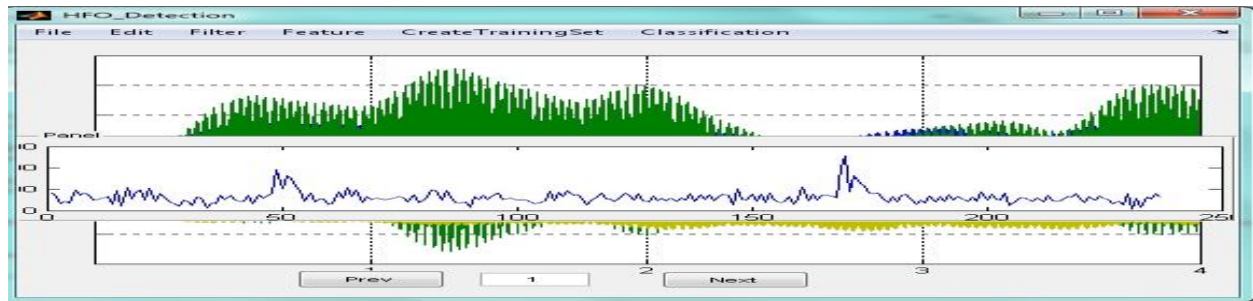 HFO_Detection
File Edit Filter Feature CreateTrainingSet Classification
Panel
0
0 50 100 150 200
1 2 3 4
Prev 1 Next